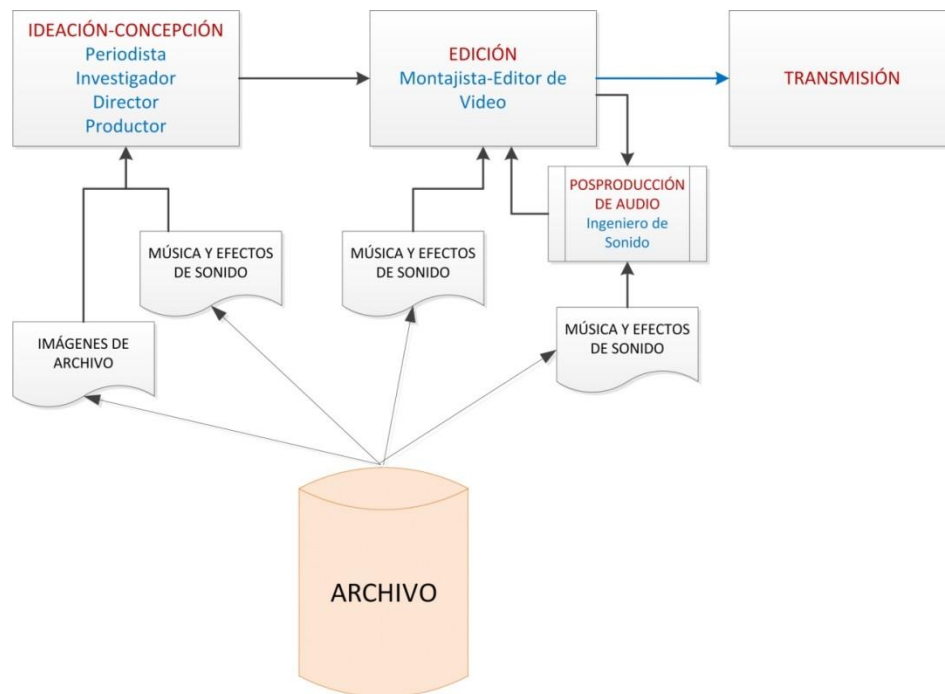 IDEACIÓN-CONCEPCIÓN
Periodista
Investigador
Director
Productor
EDICIÓN
Montajista-Editor de
Video
TRANSMISIÓN
POSPRODUCCIÓN
DE AUDIO
Ingeniero de
Sonido
MÚSICA Y EFECTOS
DE SONIDO
MÚSICA Y EFECTOS
DE SONIDO
IMÁGENES DE
ARCHIVO
MÚSICA Y EFECTOS
DE SONIDO
ARCHIVO